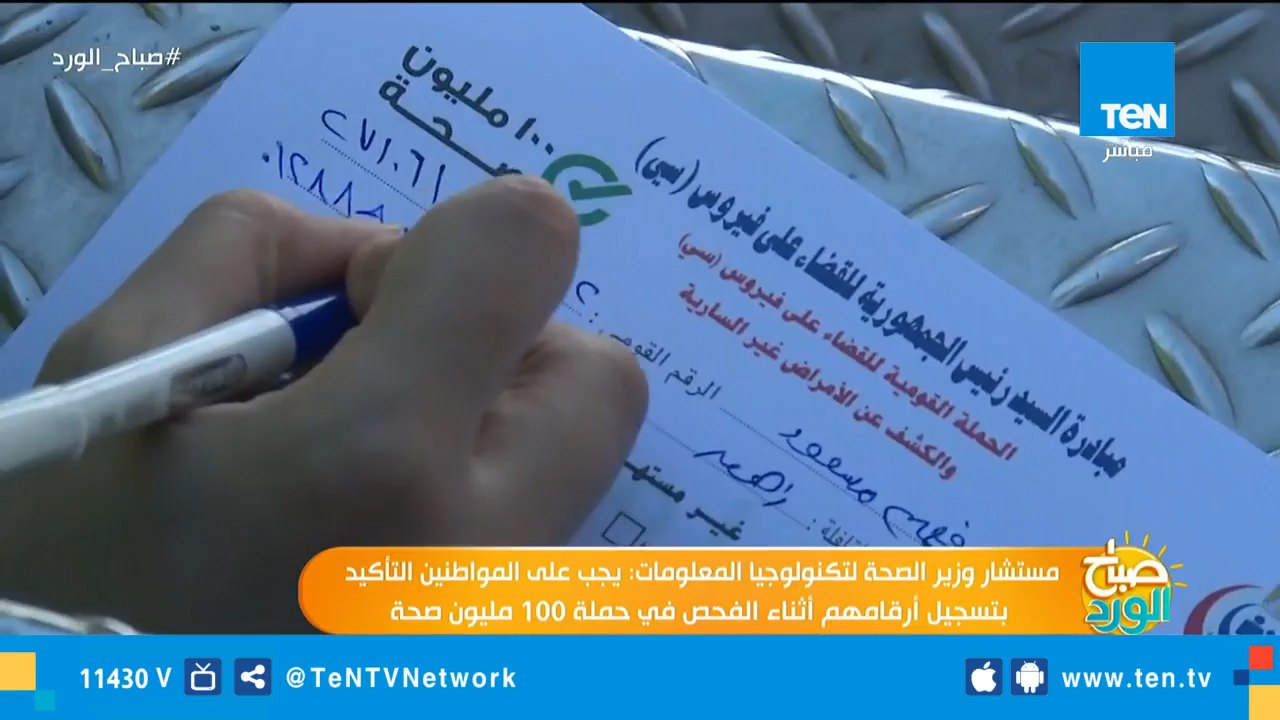 #صباح_الورد
TEN
مباشر
١٠٠ مليون
صحة
٢٧١٠٦١
مبادرة السيد رئيس الجمهورية للقضاء على فيروس (سي)
الحملة القومية للقضاء على فيروس (سي)
والكشف عن الأمراض غير السارية
الرقم القومي:
مسعود
غير
مستشار وزير الصحة لتكنولوجيا المعلومات: يجب على المواطنين التأكيد
بتسجيل أرقامهم أثناء الفحص في حملة 100 مليون صحة
صباح
الورد
11430 V
@TeNTVNetwork
www.ten.tv